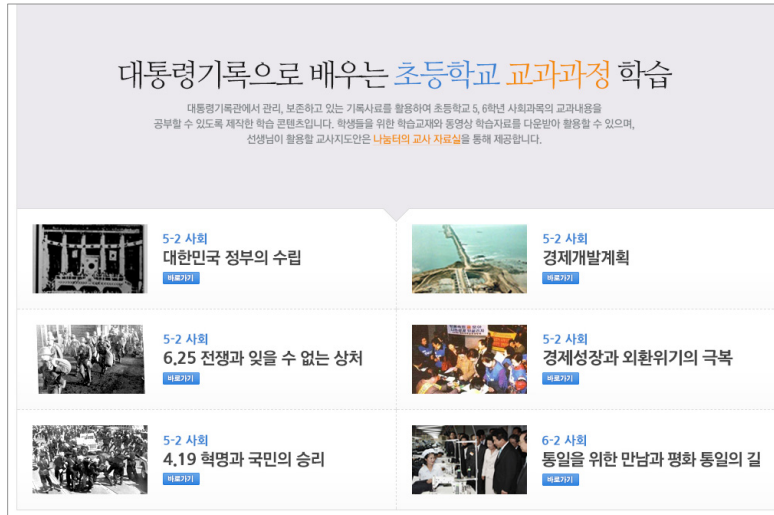 대통령기록으로 배우는 초등학교 교과과정 학습
대통령기록관에서 관리, 보존하고 있는 기록사료를 활용하여 초등학교 5, 6학년 사회과목의 교과내용을
공부할 수 있도록 제작한 학습 콘텐츠입니다. 학생들을 위한 학습교재와 동영상 학습자료를 다운받아 활용할 수 있으며,
선생님이 활용할 교사지도안은 나눔터의 교사 자료실을 통해 제공합니다.
5-2 사회
대한민국 정부의 수립
바로가기
5-2 사회
경제개발계획
바로가기
5-2 사회
6.25 전쟁과 잊을 수 없는 상처
바로가기
5-2 사회
경제성장과 외환위기의 극복
바로가기
5-2 사회
4.19 혁명과 국민의 승리
바로가기
6-2 사회
통일을 위한 만남과 평화 통일의 길
바로가기